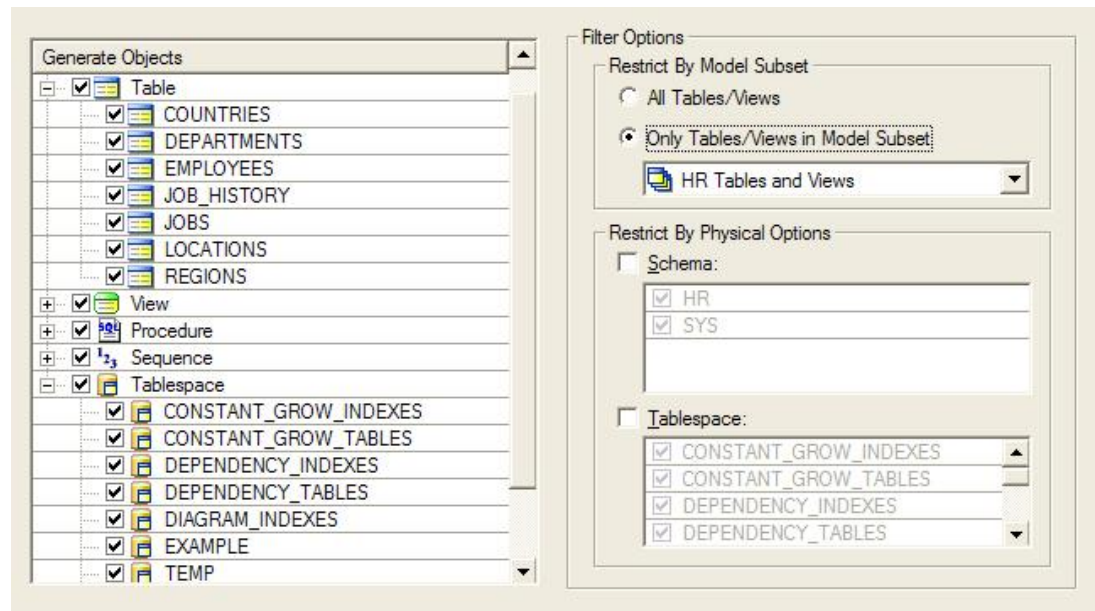 Generate Objects
Table
COUNTRIES
DEPARTMENTS
EMPLOYEES
JOB_HISTORY
JOBS
LOCATIONS
REGIONS
View
SQL Procedure
123 Sequence
Tablespace
CONSTANT_GROW_INDEXES
CONSTANT_GROW_TABLES
DEPENDENCY_INDEXES
DEPENDENCY_TABLES
DIAGRAM_INDEXES
EXAMPLE
TEMP
Filter Options
Restrict By Model Subset
All Tables/Views
Only Tables/Views in Model Subset
HR Tables and Views
Restrict By Physical Options
Schema:
HR
SYS
Tablespace:
CONSTANT_GROW_INDEXES
CONSTANT_GROW_TABLES
DEPENDENCY_INDEXES
DEPENDENCY_TABLES